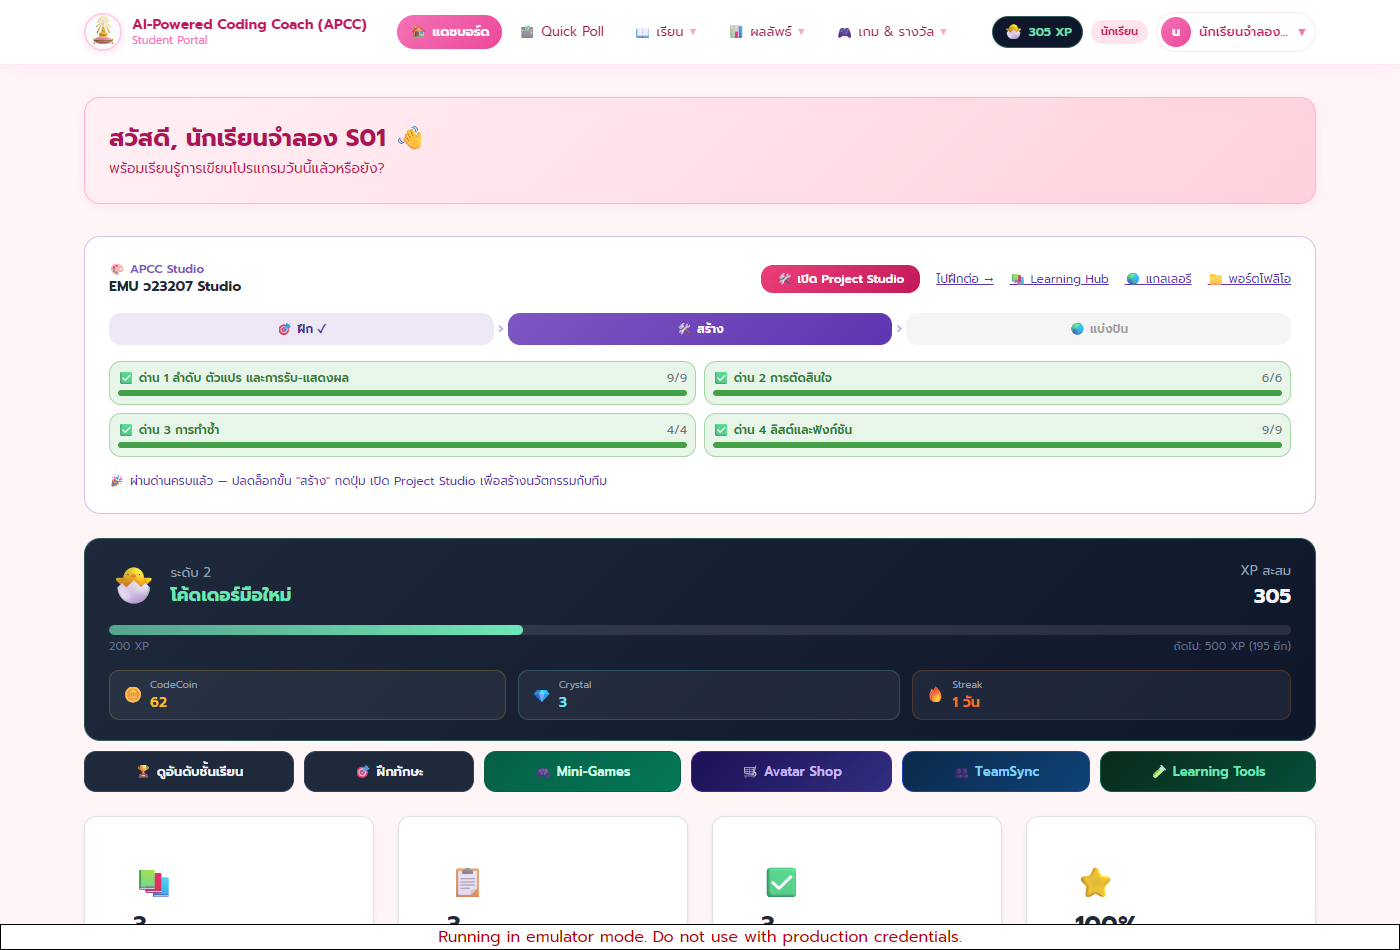 AI-Powered Coding Coach (APCC)
Student Portal
แดชบอร์ด
Quick Poll
เรียน
ผลลัพธ์
เกม & รางวัล
305 XP
นักเรียน
น
นักเรียนจำลอง...
สวัสดี, นักเรียนจำลอง S01
พร้อมเรียนรู้การเขียนโปรแกรมวันนี้แล้วหรือยัง?
APCC Studio
EMU ว23207 Studio
เปิด Project Studio
ไปฝึกต่อ →
Learning Hub
แกลเลอรี
พอร์ตโฟลิโอ
ฝึก ✓
สร้าง
แบ่งปัน
ด่าน 1 ลำดับ ตัวแปร และการรับ-แสดงผล 9/9
ด่าน 2 การตัดสินใจ 6/6
ด่าน 3 การทำซ้ำ 4/4
ด่าน 4 ลิสต์และฟังก์ชัน 9/9
ผ่านด่านครบแล้ว — ปลดล็อกขั้น "สร้าง" กดปุ่ม เปิด Project Studio เพื่อสร้างนวัตกรรมกับทีม
ระดับ 2
โค้ดเดอร์มือใหม่
XP สะสม
305
200 XP
ถัดไป: 500 XP (195 อีก)
CodeCoin
62
Crystal
3
Streak
1 วัน
ดูอันดับชั้นเรียน
ฝึกทักษะ
Mini-Games
Avatar Shop
TeamSync
Learning Tools
3
3
3
100%
Running in emulator mode. Do not use with production credentials.